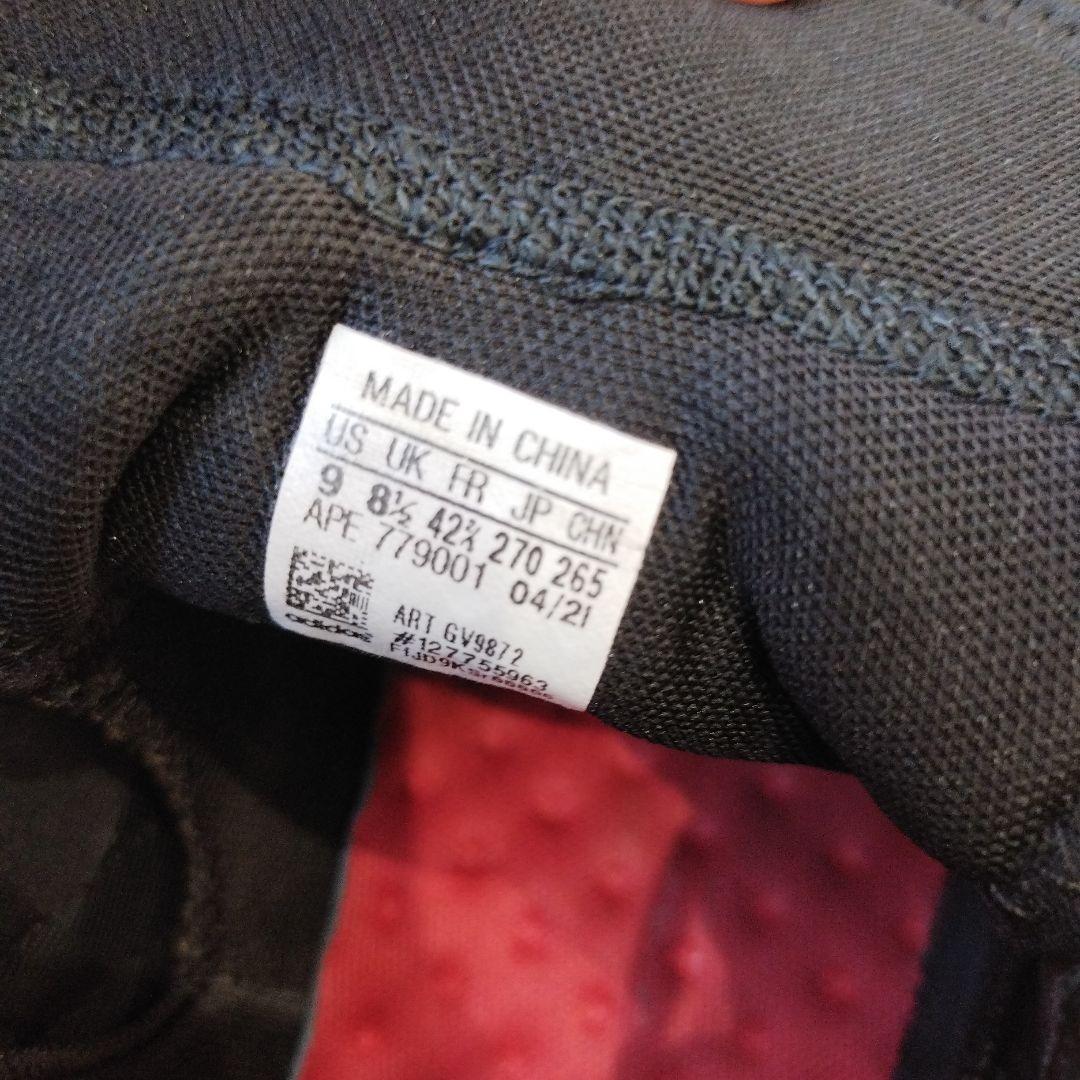 MADE IN CHINA
US UK FR JP CHN
9 8½ 42⅔ 270 265
APE 779001 04/21
adidas
ART GV9872
#127755963